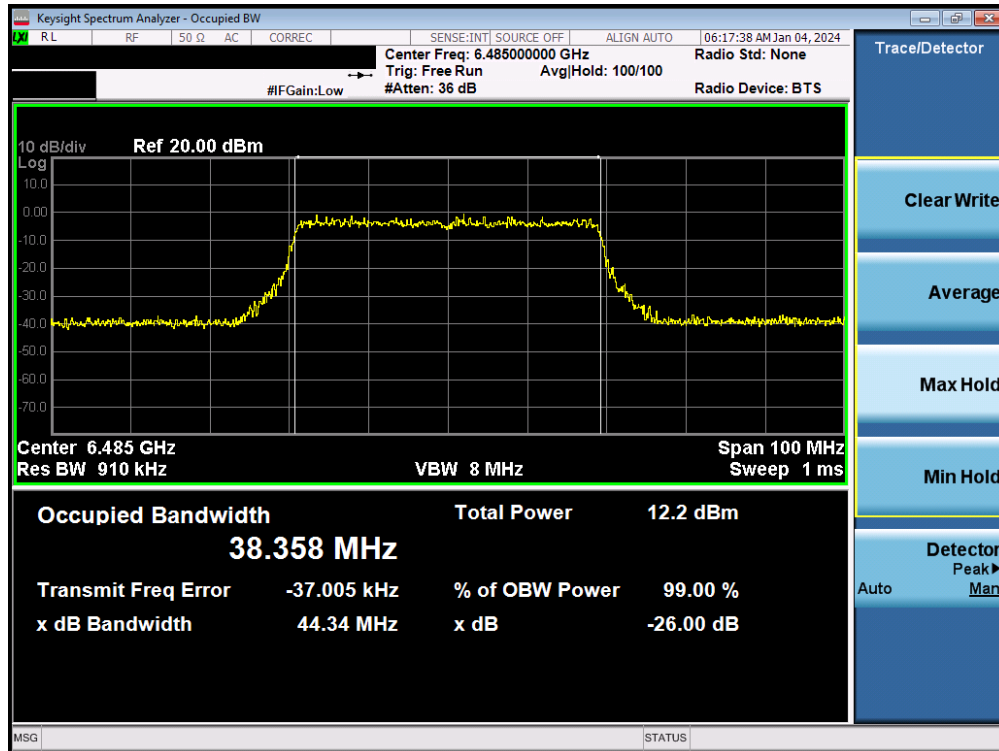 Keysight Spectrum Analyzer - Occupied BW
LXI RL RF 50 Ω AC CORREC SENSE:INT SOURCE OFF ALIGN AUTO 06:17:38 AM Jan 04, 2024
Center Freq: 6.485000000 GHz Radio Std: None
Trig: Free Run Avg|Hold: 100/100
#IFGain:Low #Atten: 36 dB Radio Device: BTS
10 dB/div Ref 20.00 dBm
Log
10.0
0.00
-10.0
-20.0
-30.0
-40.0
-50.0
-60.0
-70.0
Center 6.485 GHz Span 100 MHz
Res BW 910 kHz VBW 8 MHz Sweep 1 ms
Occupied Bandwidth Total Power 12.2 dBm
38.358 MHz
Transmit Freq Error -37.005 kHz % of OBW Power 99.00 %
x dB Bandwidth 44.34 MHz x dB -26.00 dB
MSG STATUS
Trace/Detector
Clear Write
Average
Max Hold
Min Hold
Detector
Peak
Auto Man